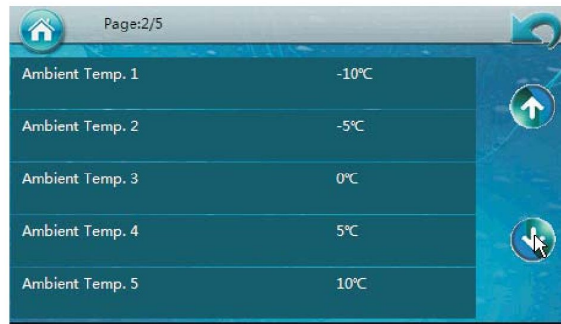 Page:2/5
Ambient Temp. 1 -10℃
Ambient Temp. 2 -5℃
Ambient Temp. 3 0℃
Ambient Temp. 4 5℃
Ambient Temp. 5 10℃